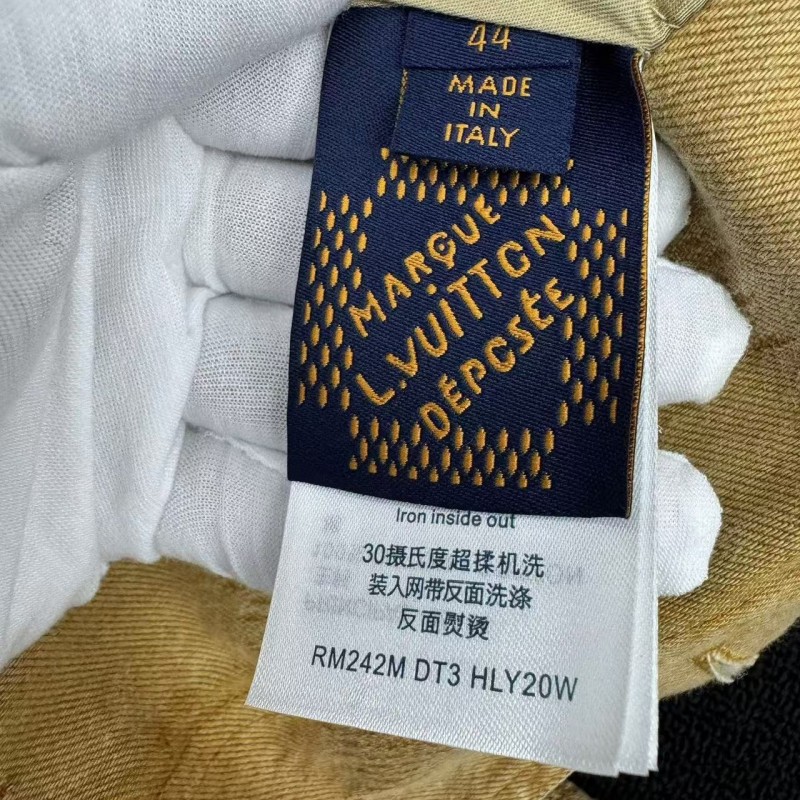 44
MADE
IN
ITALY
MARQUE
L.VUITTON
DÉPOSÉE
Iron inside out
30摄氏度超揉机洗
装入网带反面洗涤
反面熨烫
RM242M DT3 HLY20W